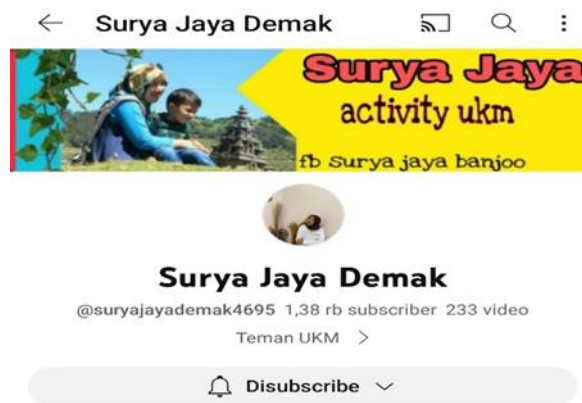 Surya Jaya Demak
Surya Jaya
activity ukm
fb surya jaya banjoo
Surya Jaya Demak
@suryajayademak4695 1,38 rb subscriber 233 video
Teman UKM >
Disubscribe